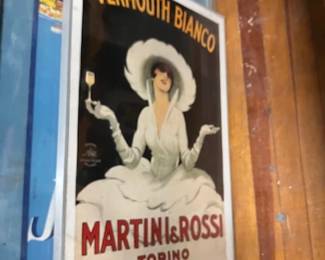 VERMOUTH BIANCO
MARTINI & ROSSI
TORINO